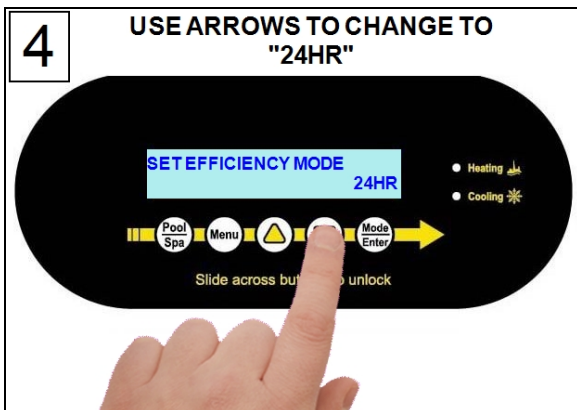 4
USE ARROWS TO CHANGE TO
"24HR"
SET EFFICIENCY MODE
24HR
Heating
Cooling
Pool
Spa
Menu
Mode
Enter
Slide across but o unlock